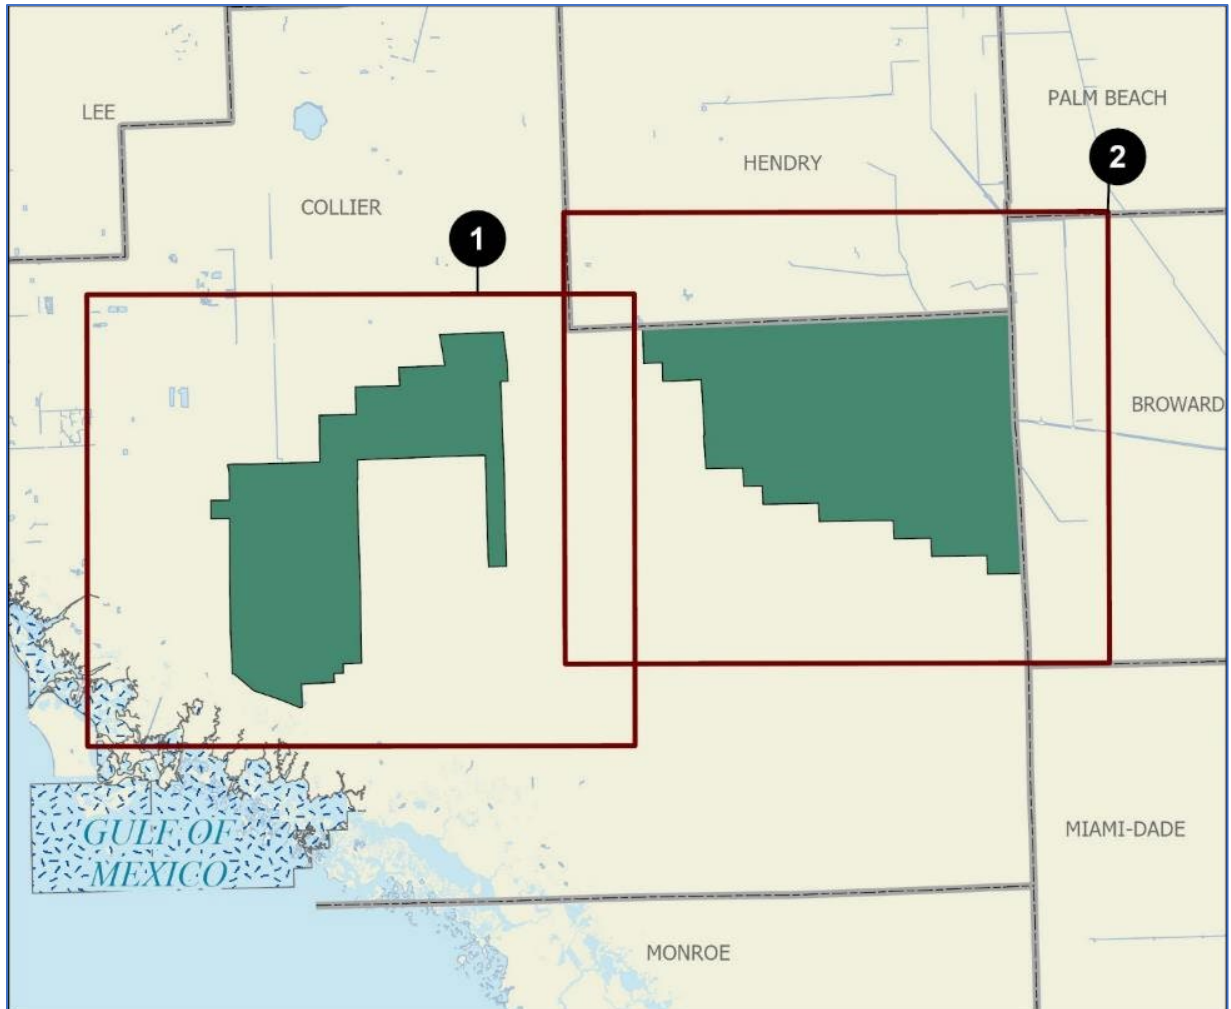 LEE
PALM BEACH
2
HENDRY
COLLIER
1
BROWARD
GULF OF
MEXICO
MIAMI-DADE
MONROE